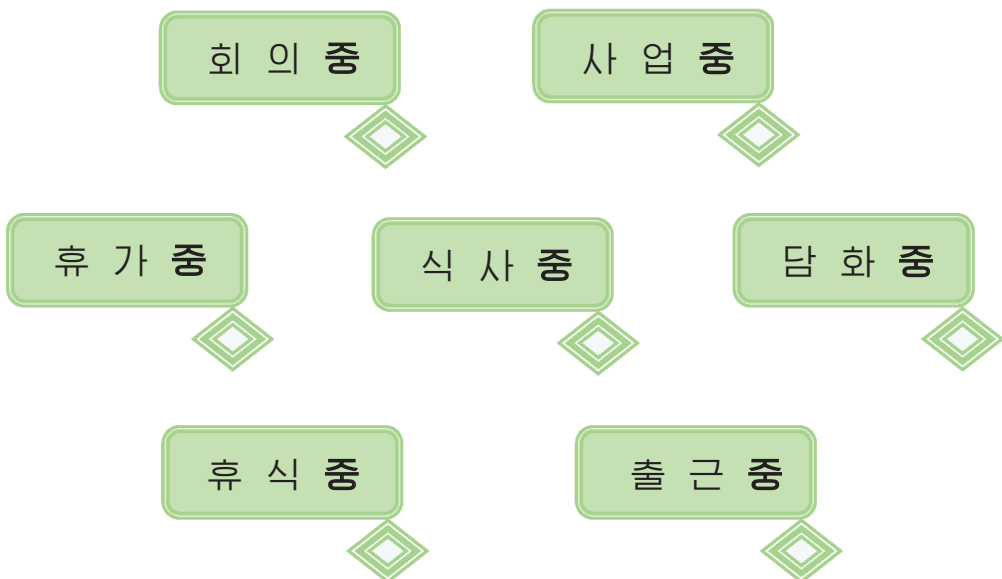 회 의 중
사 업 중
휴 가 중
식 사 중
담 화 중
휴 식 중
출 근 중